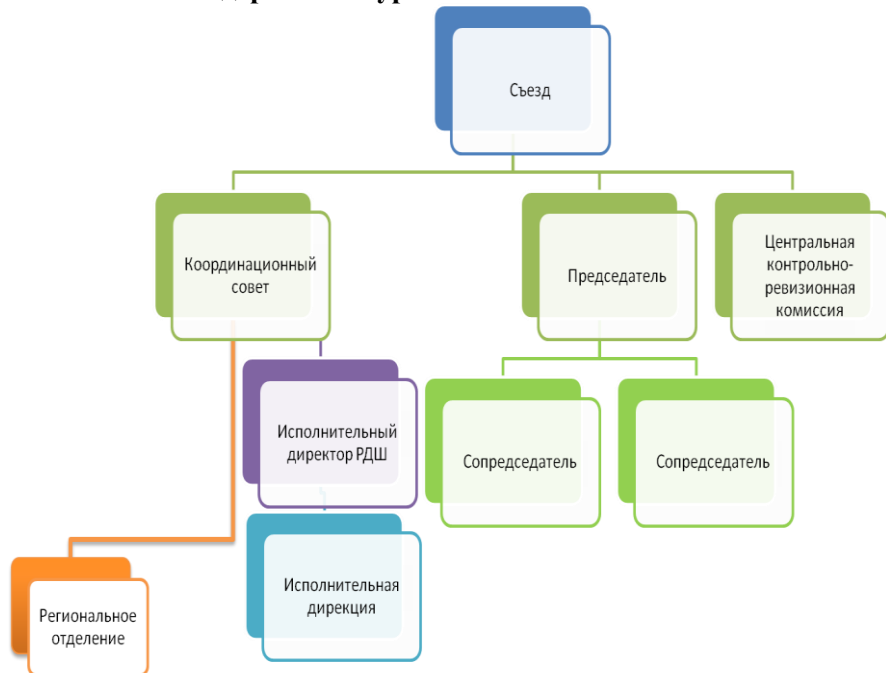 Съезд
Координационный
совет
Председатель
Центральная
контрольно-
ревизионная
комиссия
Исполнительный
директор РДШ
Сопредседатель
Сопредседатель
Исполнительная
дирекция
Региональное
отделение